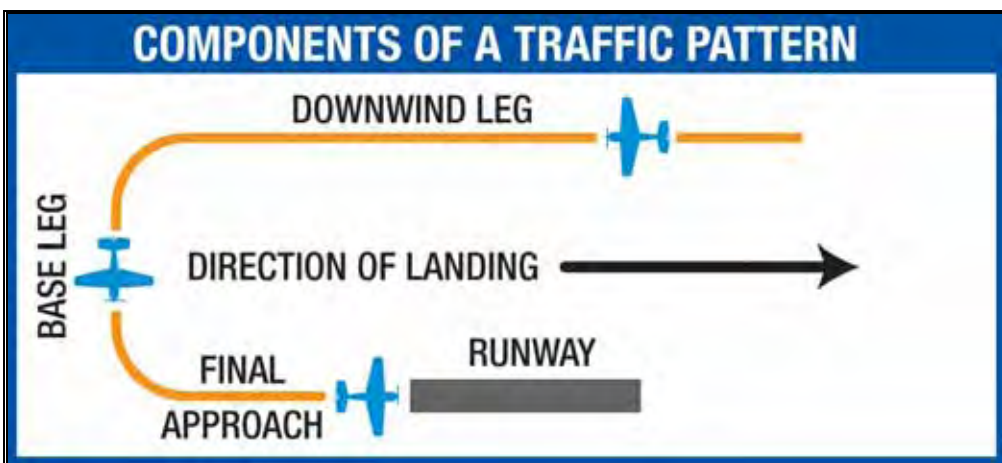 COMPONENTS OF A TRAFFIC PATTERN
DOWNWIND LEG
BASE LEG
DIRECTION OF LANDING
RUNWAY
FINAL
APPROACH